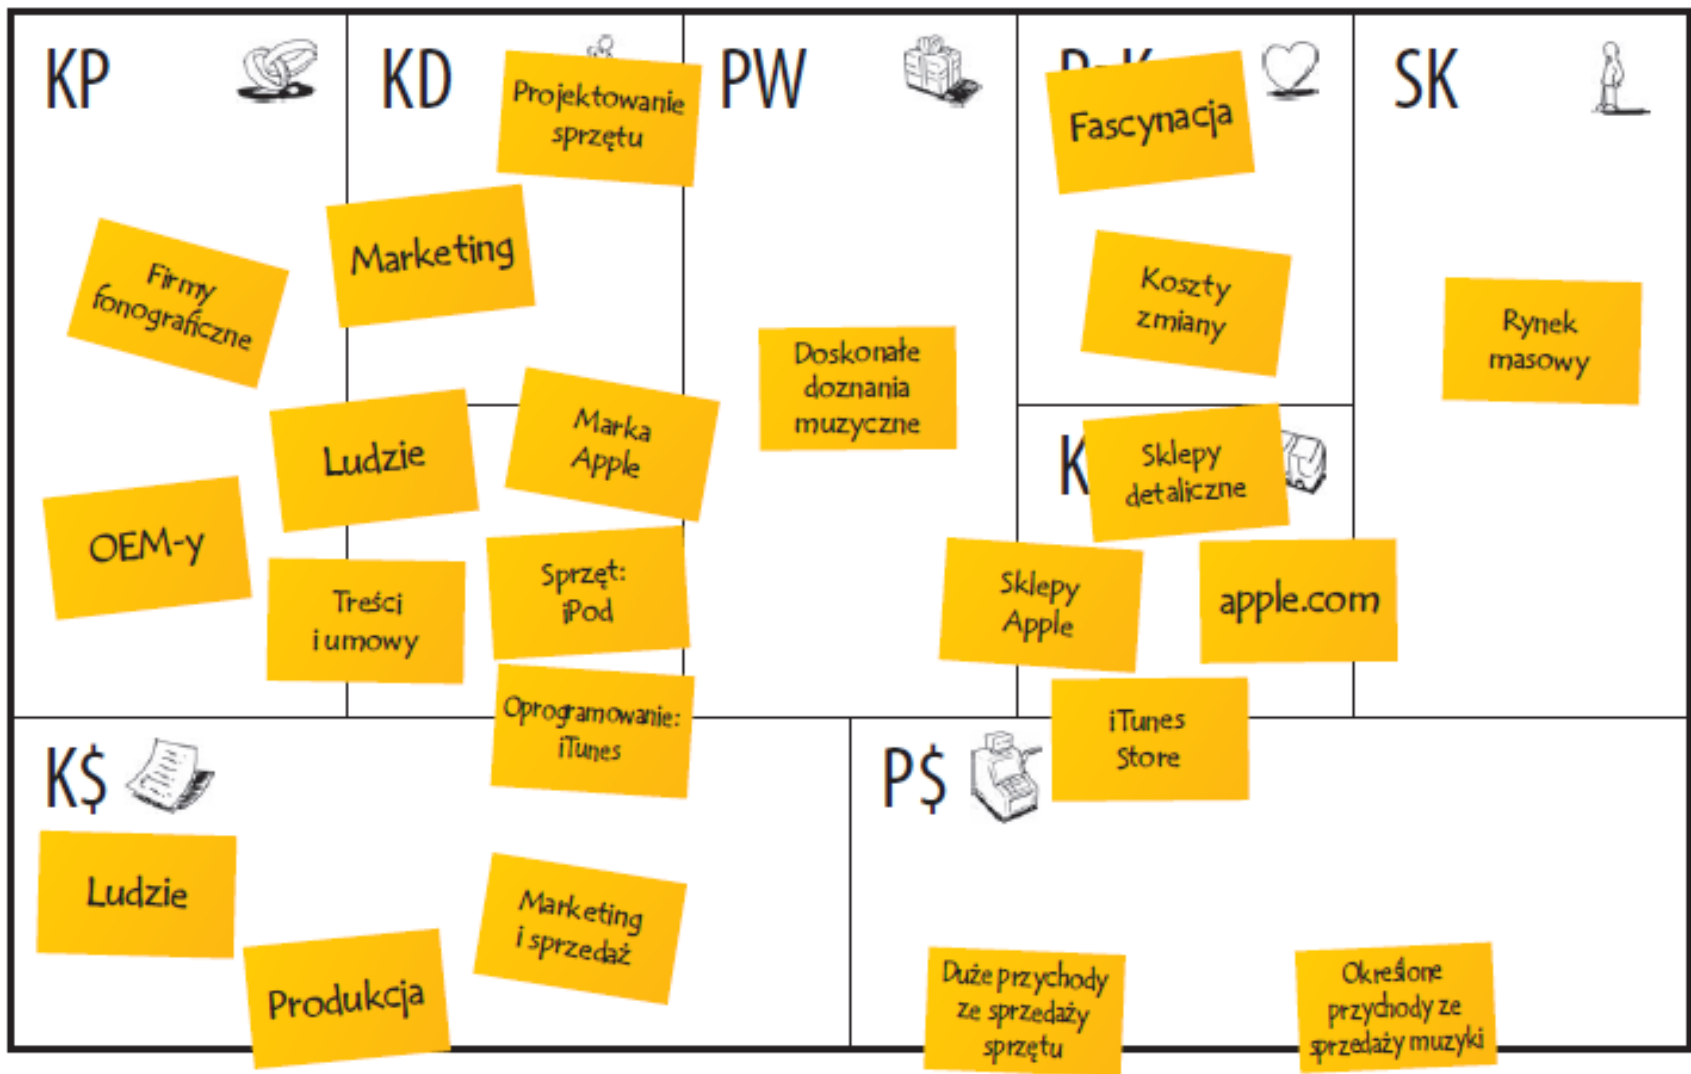 KP
Firmy
fonograficzne
OEM-y
KD
Projektowanie
sprzętu
Marketing
Ludzie
Marka
Apple
Treści
i umowy
Sprzęt:
iPod
Oprogramowanie:
iTunes
PW
Doskonałe
doznania
muzyczne
Fascynacja
Koszty
zmiany
K
Sklepy
detaliczne
Sklepy
Apple
apple.com
iTunes
Store
SK
Rynek
masowy
K$
Ludzie
Produkcja
Marketing
i sprzedaż
P$
Duże przychody
ze sprzedaży
sprzętu
Określone
przychody ze
sprzedaży muzyki